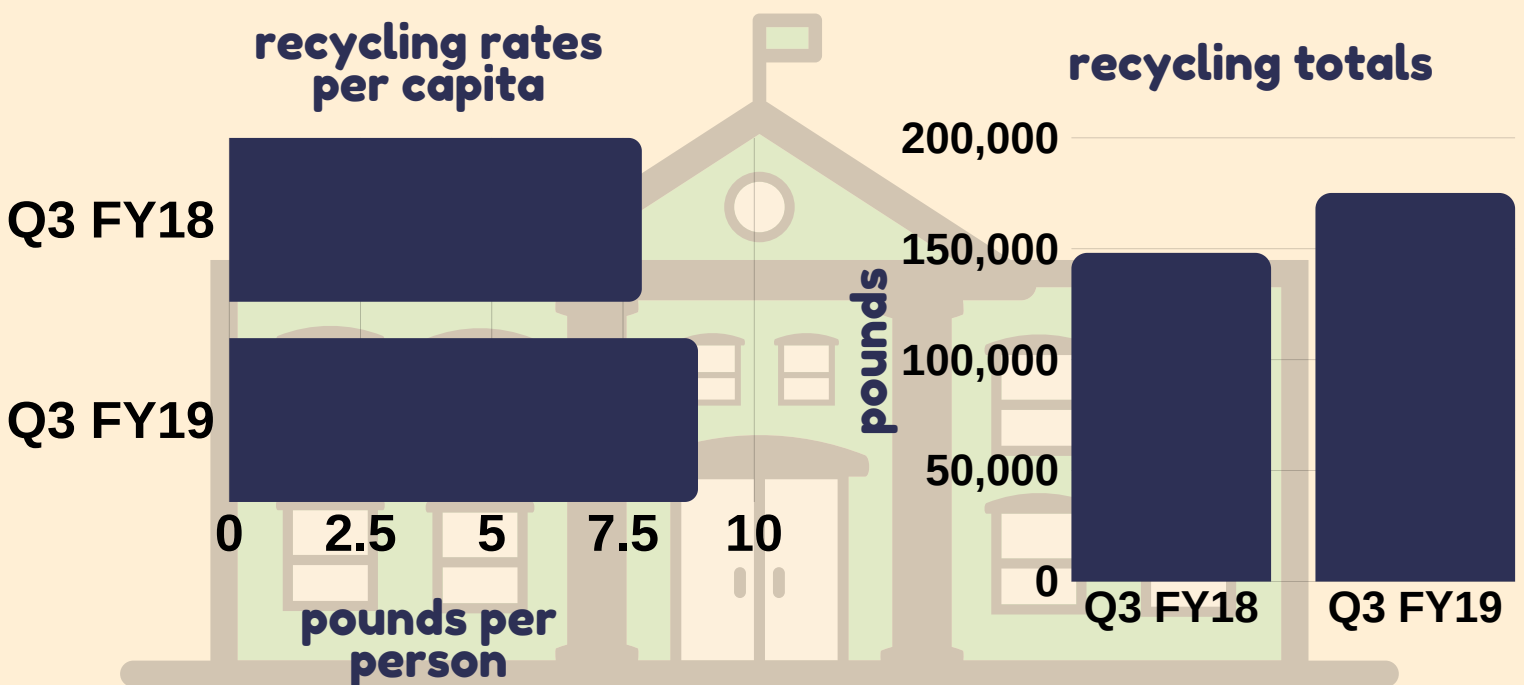 recycling rates
per capita
Q3 FY18
Q3 FY19
0 2.5 5 7.5 10
pounds per
person
recycling totals
pounds
200,000
150,000
100,000
50,000
0
Q3 FY18 Q3 FY19